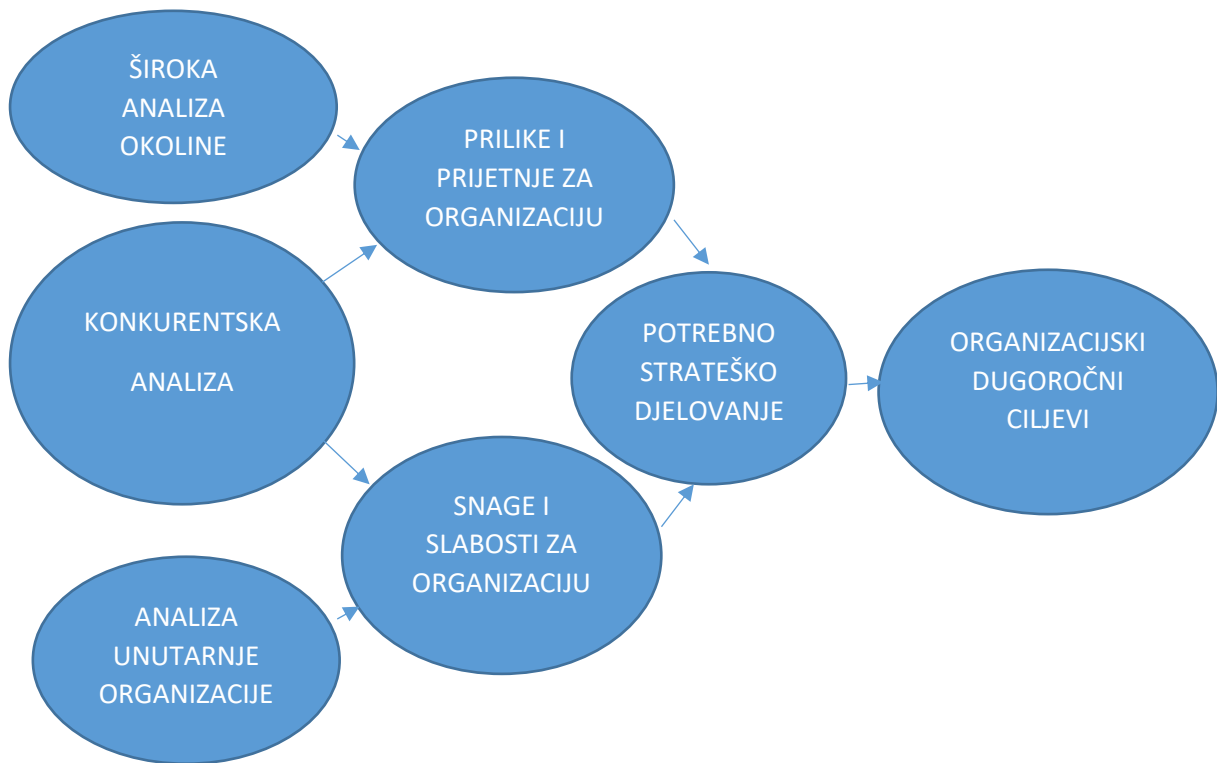 ŠIROKA
ANALIZA
OKOLINE
PRILIKE I
PRIJETNJE ZA
ORGANIZACIJU
KONKURENTSKA
ANALIZA
POTREBNO
STRATEŠKO
DJELOVANJE
ORGANIZACIJSKI
DUGOROČNI
CILJEVI
SNAGE I
SLABOSTI ZA
ORGANIZACIJU
ANALIZA
UNUTARNJE
ORGANIZACIJE